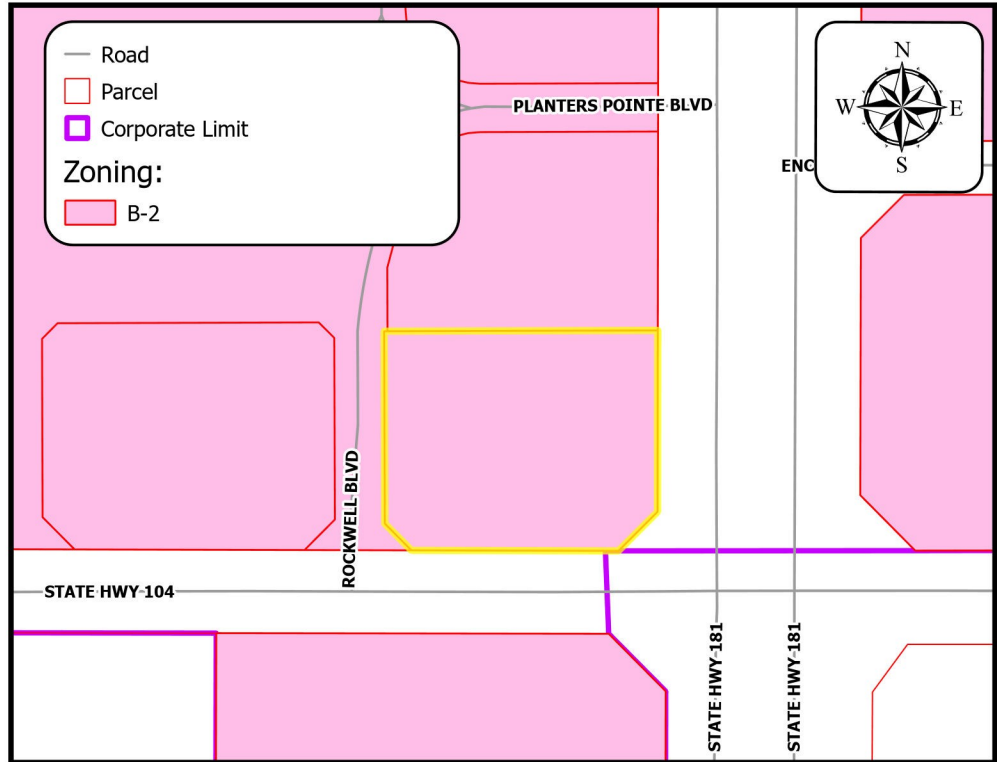 Road
Parcel
Corporate Limit
Zoning:
B-2
N
W E
S
PLANTERS POINTE BLVD
ENC
ROCKWELL BLVD
STATE HWY 104
STATE HWY 181
STATE HWY 181